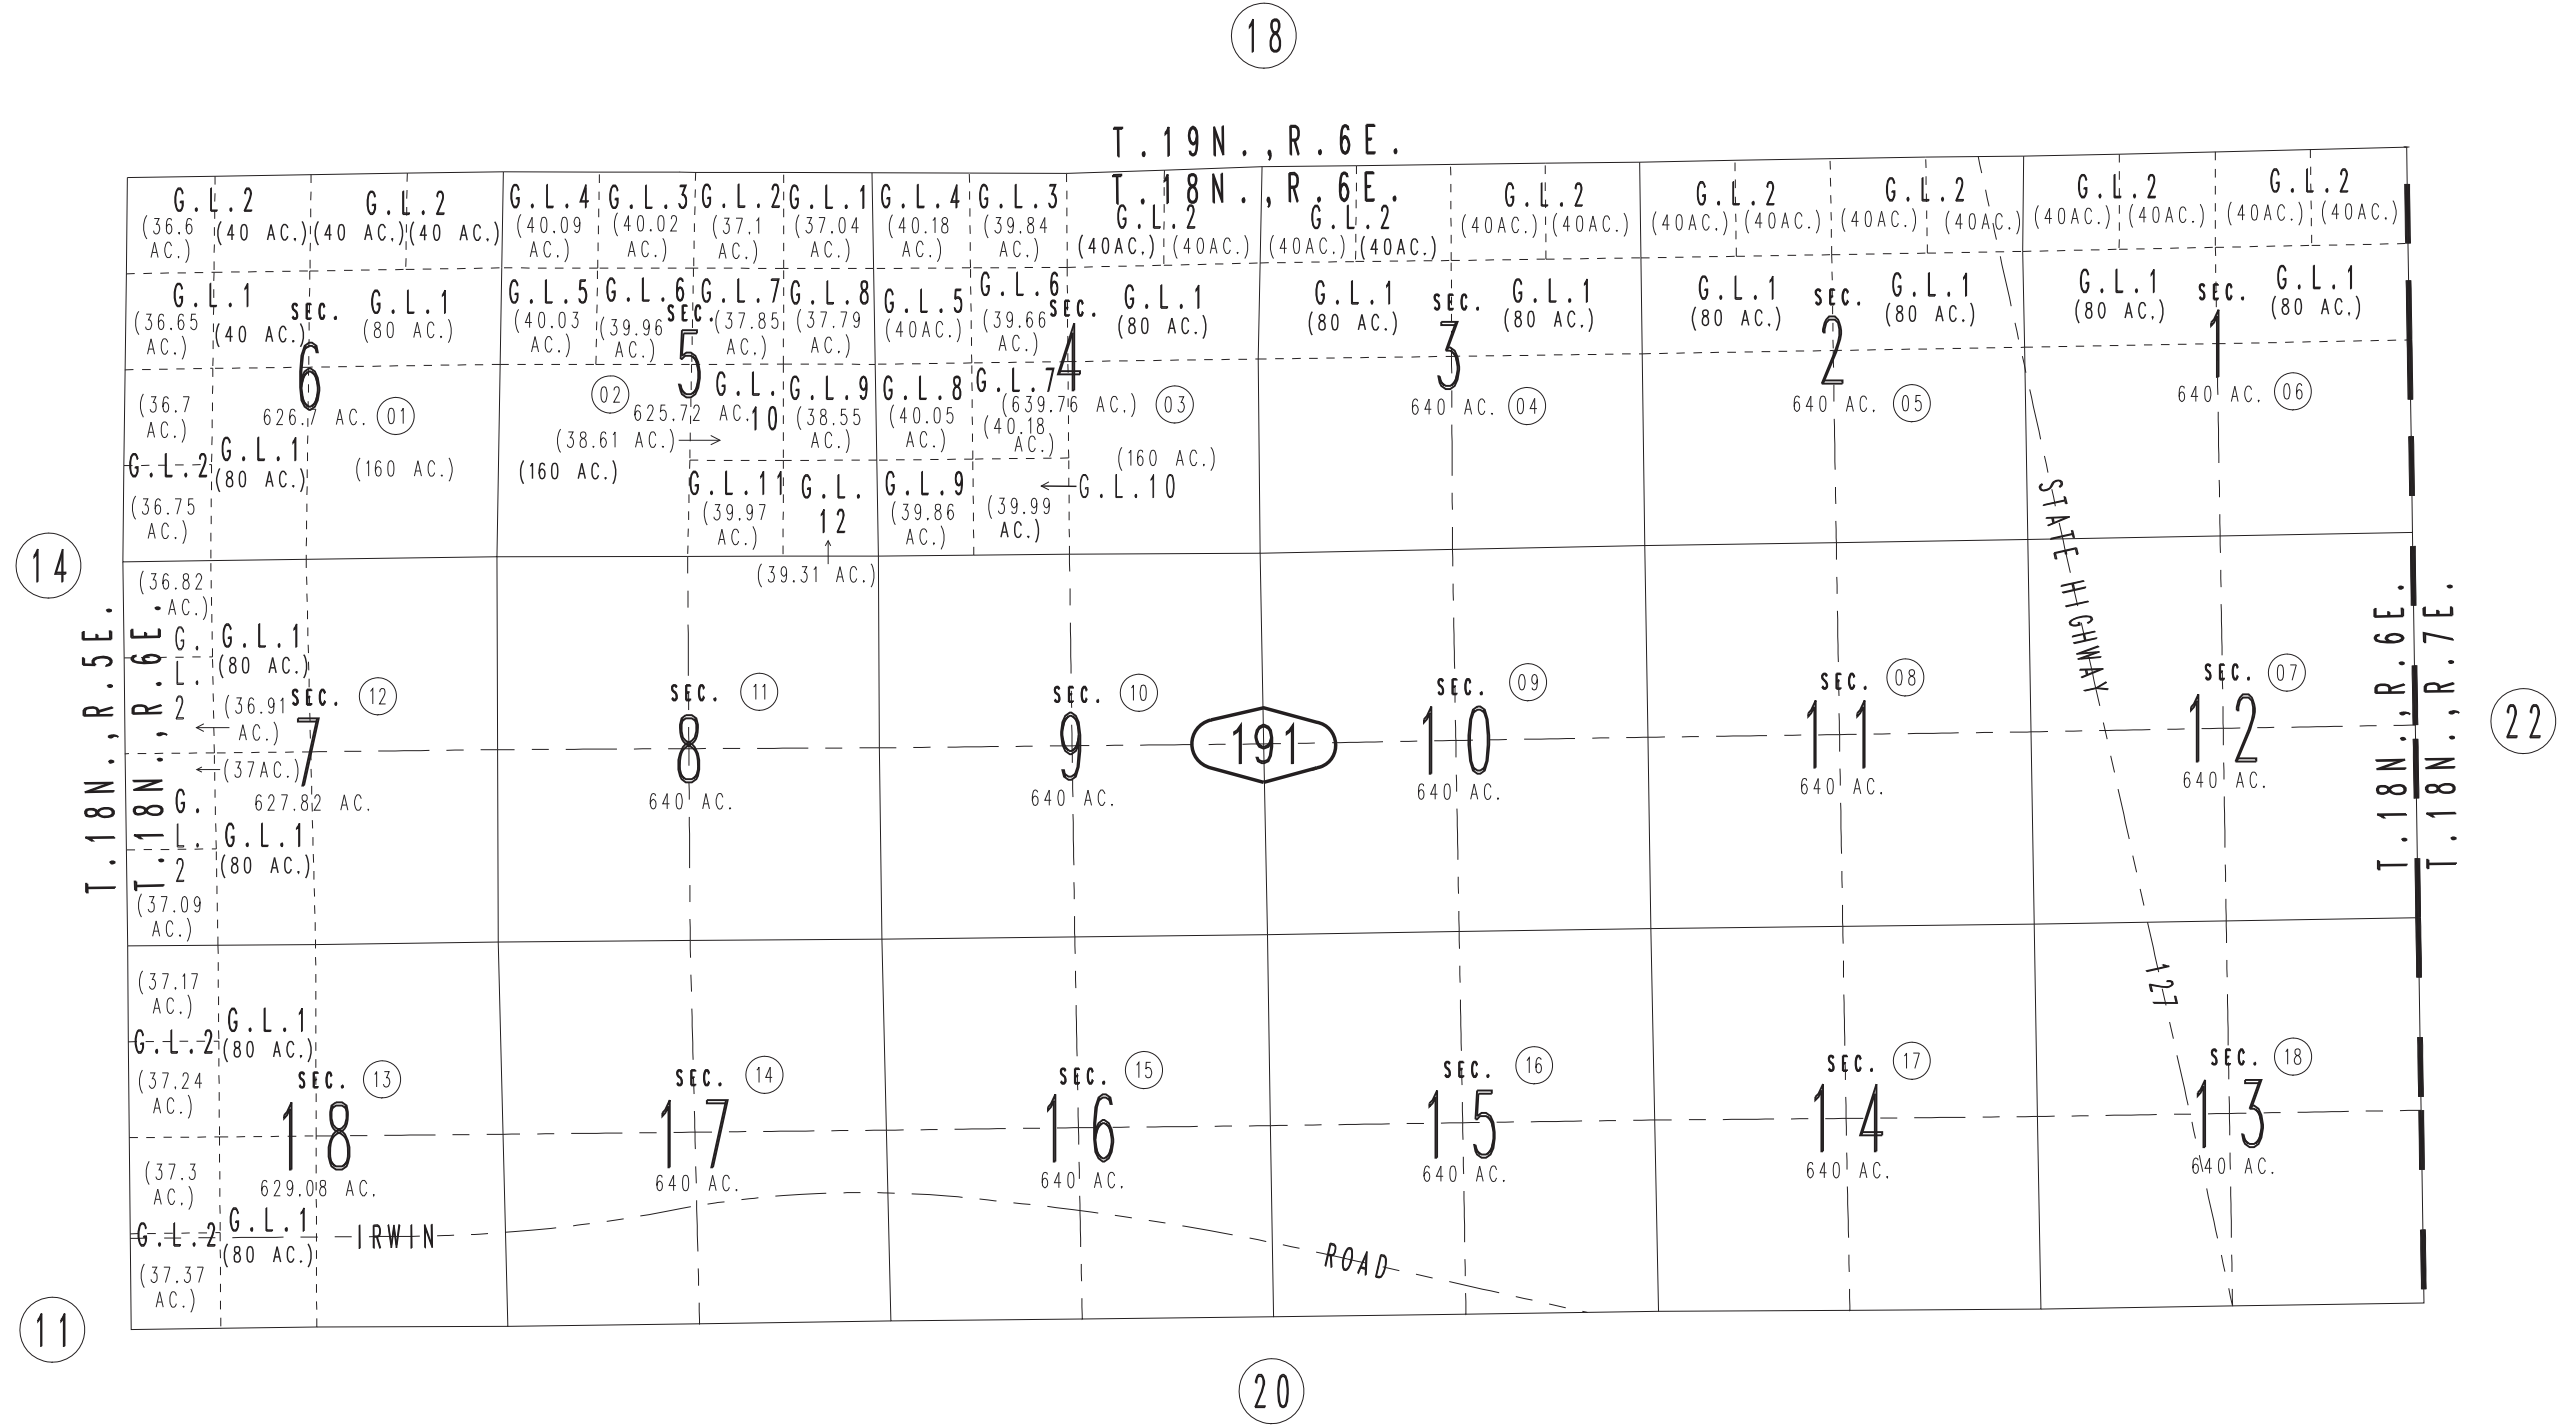 18
T.19N.,R.6E.
T.18N.,R.6E.
G.L.2
(36.6
AC.)
(40 AC.)
(40 AC.)
G.L.2
(40 AC.)
G.L.4
(40.09
AC.)
G.L.3
(40.02
AC.)
G.L.2
(37.1
AC.)
G.L.1
(37.04
AC.)
G.L.4
(40.18
AC.)
G.L.3
(39.84
AC.)
G.L.2
(40AC.)
(40AC.)
G.L.2
(40AC.)
(40AC.)
G.L.2
(40AC.)
(40AC.)
G.L.2
(40AC.)
(40AC.)
G.L.2
(40AC.)
(40AC.)
G.L.2
(40AC.)
(40AC.)
G.L.2
(40AC.)
(40AC.)
G.L.1
(36.65
AC.)
(40 AC.)
SEC.
6
G.L.1
(80 AC.)
626.7 AC.
01
(36.7
AC.)
G.L.2
G.L.1
(80 AC.)
(160 AC.)
(36.75
AC.)
G.L.5
(40.03
AC.)
G.L.6
(39.96
AC.)
SEC.
5
G.L.7
(37.85
AC.)
G.L.8
(37.79
AC.)
02
625.72 AC.
G.L.
10
(38.61 AC.)
(160 AC.)
G.L.9
(38.55
AC.)
G.L.11
(39.97
AC.)
G.L.
12
(39.31 AC.)
G.L.5
(40AC.)
G.L.6
(39.66
AC.)
SEC.
4
G.L.1
(80 AC.)
G.L.8
(40.05
AC.)
G.L.7
(639.76 AC.)
03
(40.18
AC.)
(160 AC.)
G.L.9
(39.86
AC.)
G.L.10
(39.99
AC.)
G.L.1
(80 AC.)
SEC.
3
G.L.1
(80 AC.)
640 AC.
04
G.L.1
(80 AC.)
SEC.
2
G.L.1
(80 AC.)
640 AC.
05
G.L.1
(80 AC.)
SEC.
1
G.L.1
(80 AC.)
640 AC.
06
STATE HIGHWAY
127
14
T.18N.,R.5E.
T.18N.,R.6E.
(36.82
AC.)
G.
L.
2
G.L.1
(80 AC.)
(36.91
AC.)
SEC.
7
12
(37AC.)
627.82 AC.
G.
L.
2
G.L.1
(80 AC.)
(37.09
AC.)
SEC.
11
8
640 AC.
SEC.
10
9
640 AC.
191
SEC.
09
10
640 AC.
SEC.
08
11
640 AC.
SEC.
07
12
640 AC.
T.18N.,R.6E.
T.18N.,R.7E.
22
(37.17
AC.)
G.L.2
G.L.1
(80 AC.)
(37.24
AC.)
SEC.
13
18
629.08 AC.
(37.3
AC.)
G.L.2
G.L.1
(80 AC.)
(37.37
AC.)
SEC.
14
17
640 AC.
SEC.
15
16
640 AC.
SEC.
16
15
640 AC.
SEC.
17
14
640 AC.
SEC.
18
13
640 AC.
IRWIN
ROAD
11
20